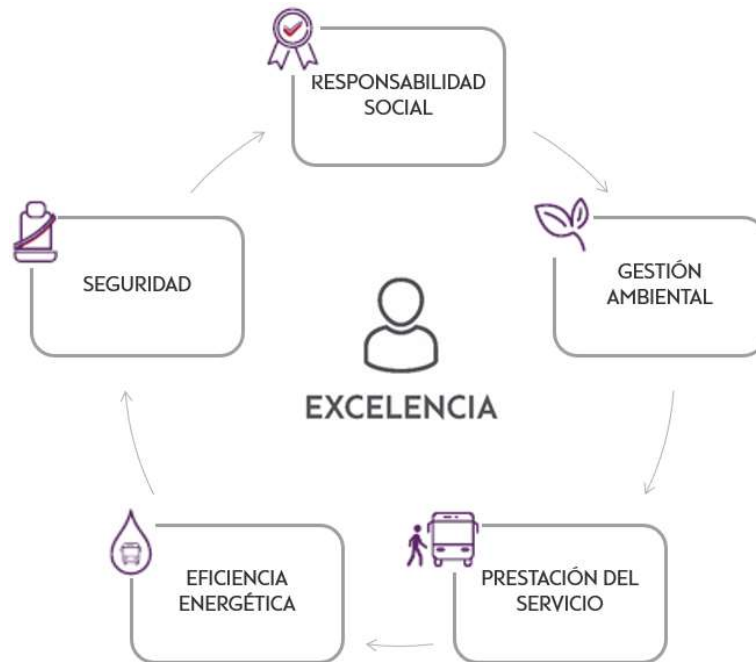 RESPONSABILIDAD
SOCIAL
GESTIÓN
AMBIENTAL
PRESTACIÓN DEL
SERVICIO
EFICIENCIA
ENERGÉTICA
SEGURIDAD
EXCELENCIA